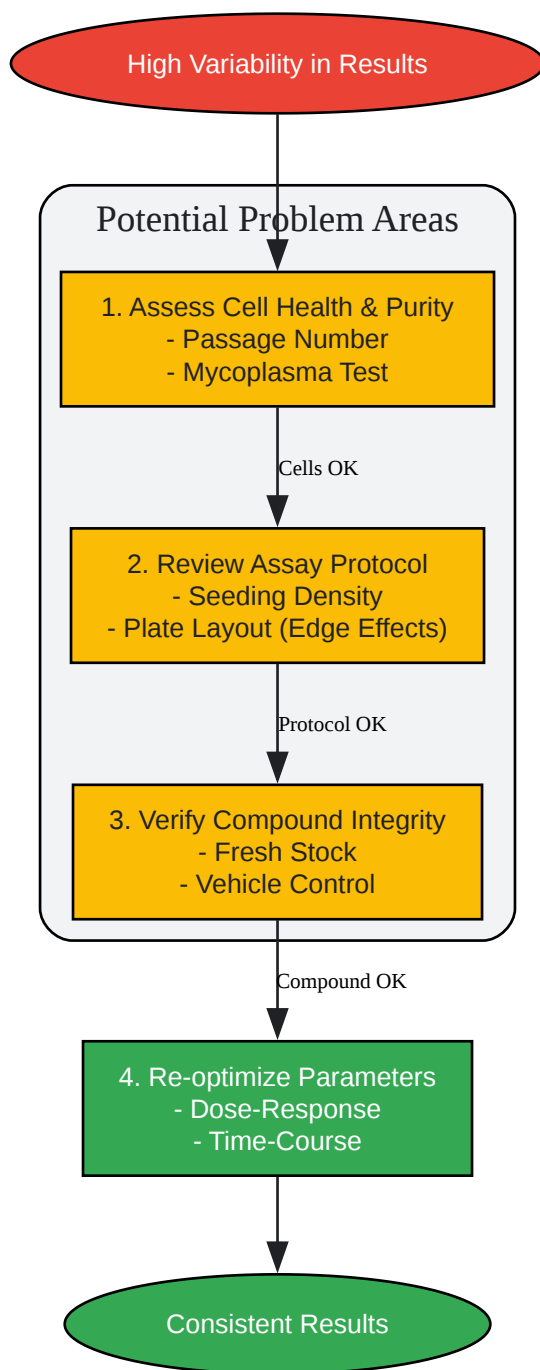 High Variability in Results
Potential Problem Areas
1. Assess Cell Health & Purity
- Passage Number
- Mycoplasma Test
Cells OK
2. Review Assay Protocol
- Seeding Density
- Plate Layout (Edge Effects)
Protocol OK
3. Verify Compound Integrity
- Fresh Stock
- Vehicle Control
Compound OK
4. Re-optimize Parameters
- Dose-Response
- Time-Course
Consistent Results